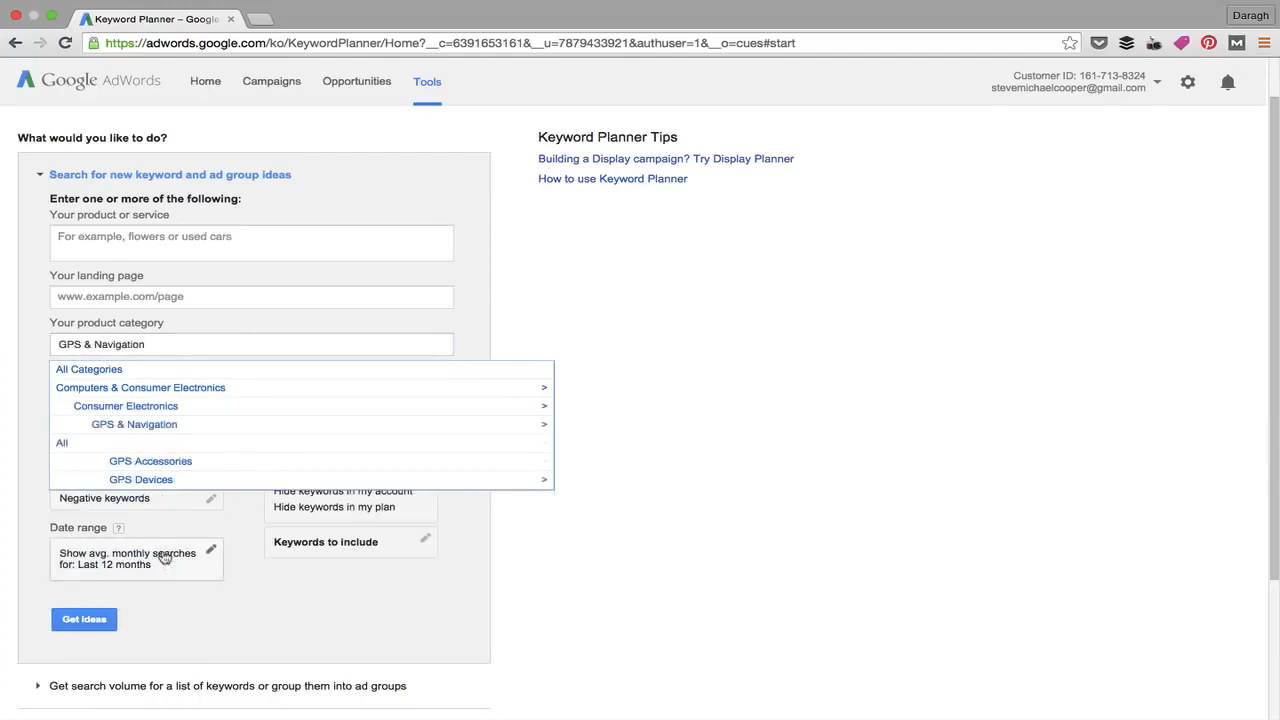 Keyword Planner – Google
Daragh
https://adwords.google.com/ko/KeywordPlanner/Home?__c=6391653161&__u=7879433921&authuser=1&__o=cues#start
Google AdWords
Home
Campaigns
Opportunities
Tools
Customer ID: 161-713-8324
stevemichaelcooper@gmail.com
What would you like to do?
Search for new keyword and ad group ideas
Enter one or more of the following:
Your product or service
For example, flowers or used cars
Your landing page
www.example.com/page
Your product category
GPS & Navigation
All Categories
Computers & Consumer Electronics >
Consumer Electronics >
GPS & Navigation >
All
GPS Accessories
GPS Devices >
Negative keywords
Date range ?
Show avg. monthly searches
for: Last 12 months
Hide keywords in my account
Hide keywords in my plan
Keywords to include
Get ideas
Get search volume for a list of keywords or group them into ad groups
Keyword Planner Tips
Building a Display campaign? Try Display Planner
How to use Keyword Planner